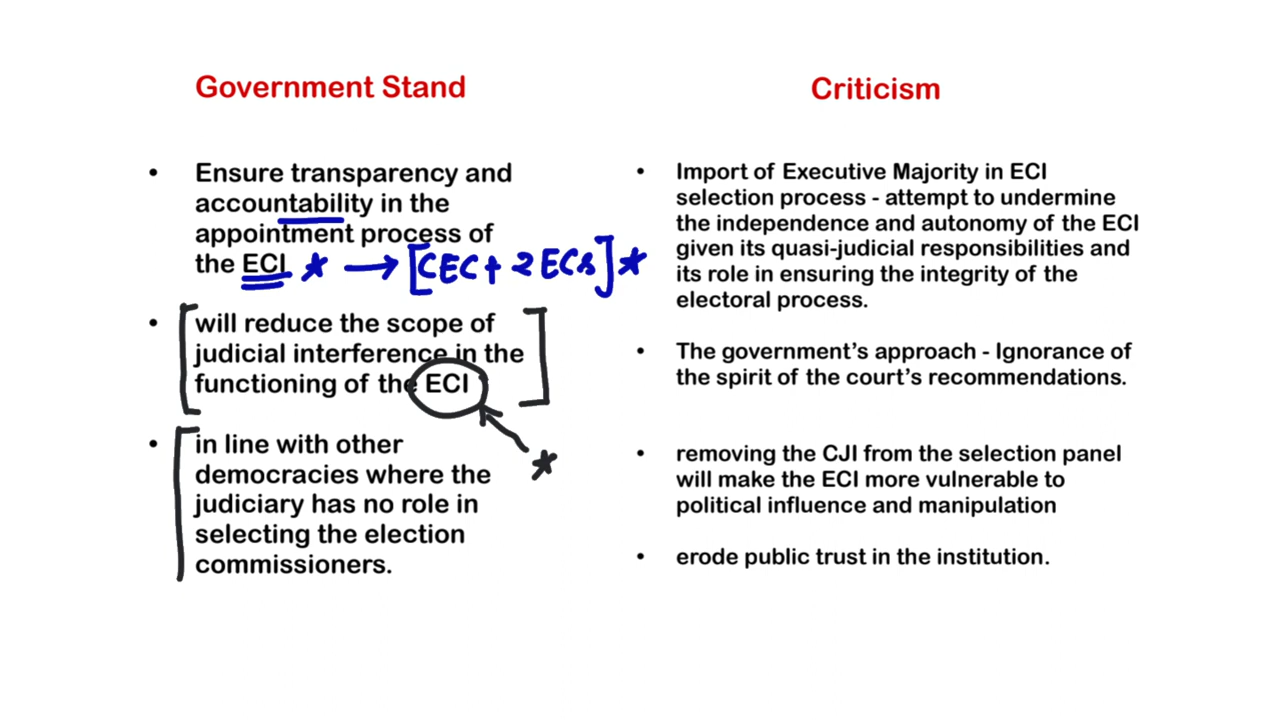 Government Stand
• Ensure transparency and
accountability in the
appointment process of
the ECI * → [CEC + 2 ECs] *
• will reduce the scope of
judicial interference in the
functioning of the ECI
*
• in line with other
democracies where the
judiciary has no role in
selecting the election
commissioners.
Criticism
• Import of Executive Majority in ECI
selection process - attempt to undermine
the independence and autonomy of the ECI
given its quasi-judicial responsibilities and
its role in ensuring the integrity of the
electoral process.
• The government's approach - Ignorance of
the spirit of the court's recommendations.
• removing the CJI from the selection panel
will make the ECI more vulnerable to
political influence and manipulation
• erode public trust in the institution.